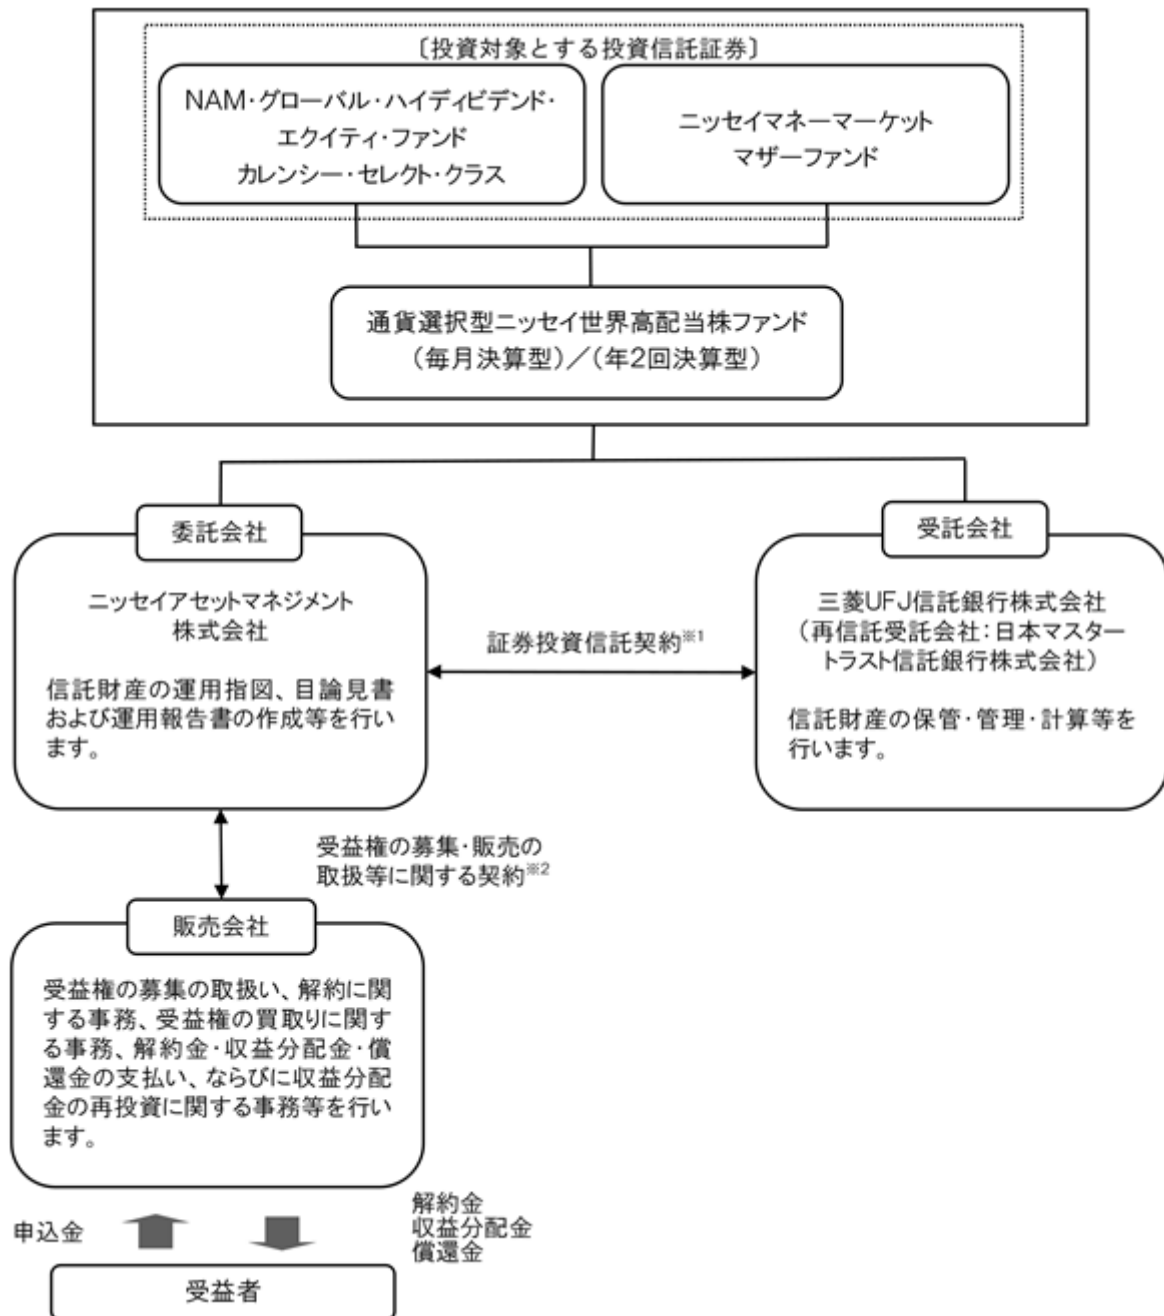 〔投資対象とする投資信託証券〕
NAM・グローバル・ハイディビデンド・
エクイティ・ファンド
カレンシー・セレクト・クラス
ニッセイマネーマーケット
マザーファンド
通貨選択型ニッセイ世界高配当株ファンド
（毎月決算型）／（年2回決算型）
委託会社
ニッセイアセットマネジメント
株式会社
信託財産の運用指図、目論見書
および運用報告書の作成等を行い
ます。
証券投資信託契約※1
受託会社
三菱UFJ信託銀行株式会社
（再信託受託会社：日本マスター
トラスト信託銀行株式会社）
信託財産の保管・管理・計算等を
行います。
受益権の募集・販売の
取扱等に関する契約※2
販売会社
受益権の募集の取扱い、解約に関
する事務、受益権の買取りに関す
る事務、解約金・収益分配金・償
還金の支払い、ならびに収益分配
金の再投資に関する事務等を行い
ます。
申込金
解約金
収益分配金
償還金
受益者